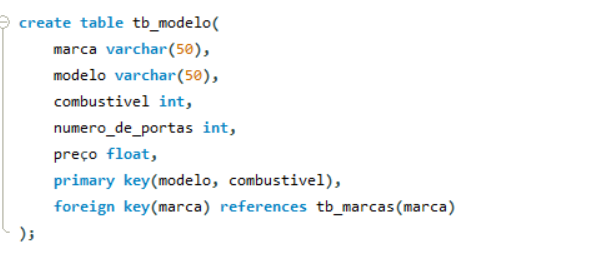 create table tb_modelo(
marca varchar(50),
modelo varchar(50),
combustivel int,
numero_de_portas int,
preço float,
primary key(modelo, combustivel),
foreign key(marca) references tb_marcas(marca)
);